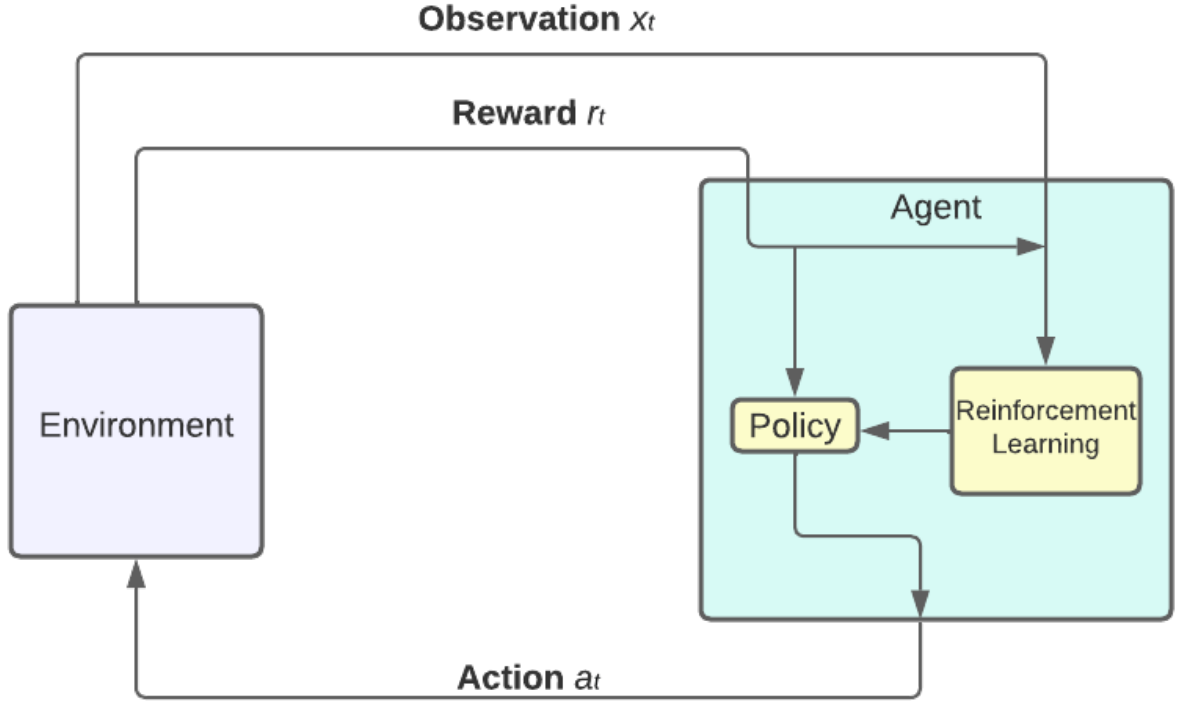 Observation xt
Reward rt
Agent
Environment
Policy
Reinforcement
Learning
Action at